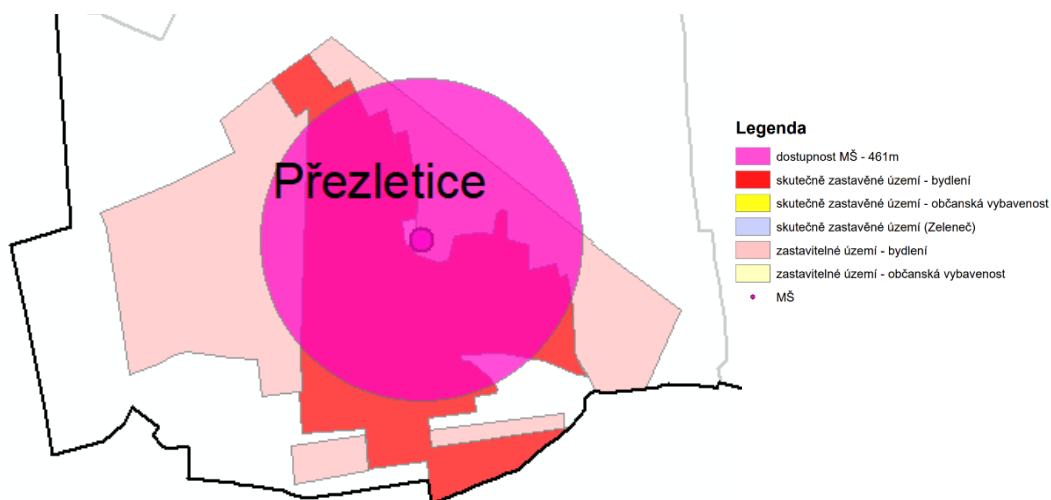 Přezletice
Legenda
dostupnost MŠ - 461m
skutečně zastavěné území - bydlení
skutečně zastavěné území - občanská vybavenost
skutečně zastavěné území (Zeleneč)
zastavitelné území - bydlení
zastavitelné území - občanská vybavenost
MŠ